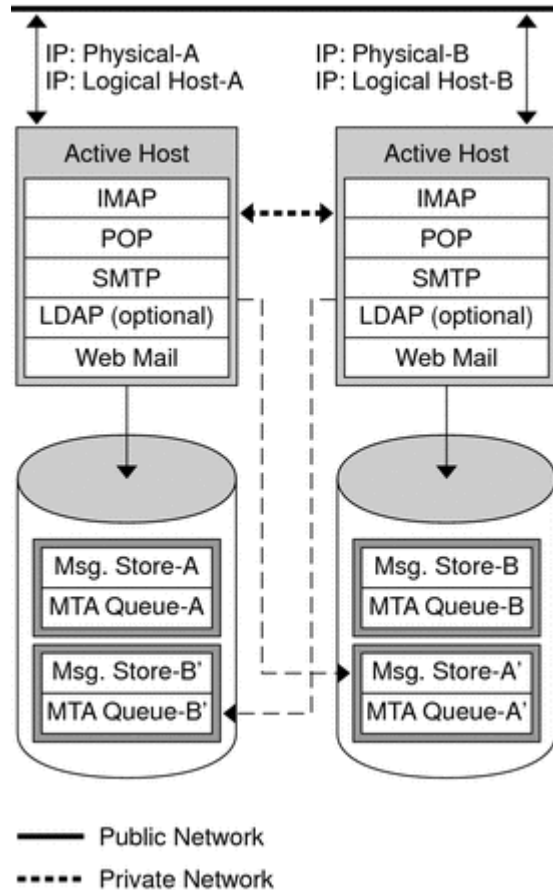 IP: Physical-A
IP: Logical Host-A
IP: Physical-B
IP: Logical Host-B
Active Host
IMAP
POP
SMTP
LDAP (optional)
Web Mail
Active Host
IMAP
POP
SMTP
LDAP (optional)
Web Mail
Msg. Store-A
MTA Queue-A
Msg. Store-B'
MTA Queue-B'
Msg. Store-B
MTA Queue-B
Msg. Store-A'
MTA Queue-A'
Public Network
Private Network